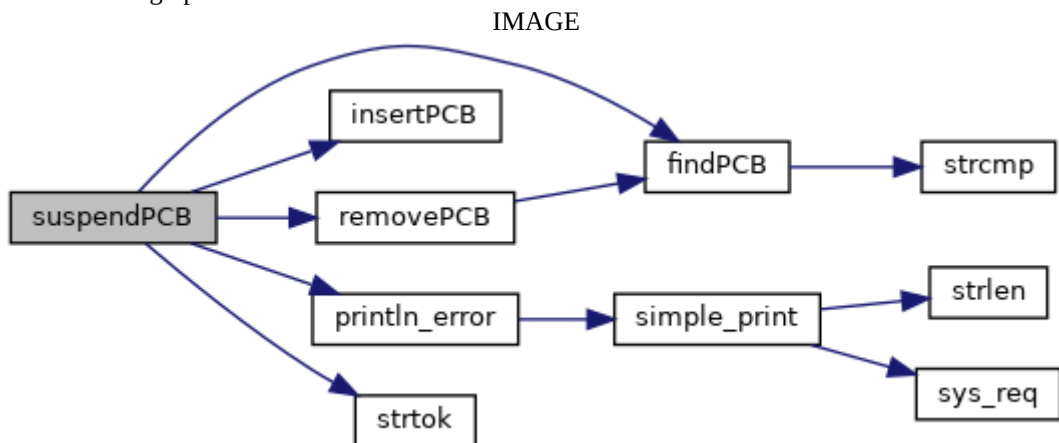 IMAGE
insertPCB
findPCB
strcmp
suspendPCB
removePCB
strlen
println_error
simple_print
sys_req
strtok